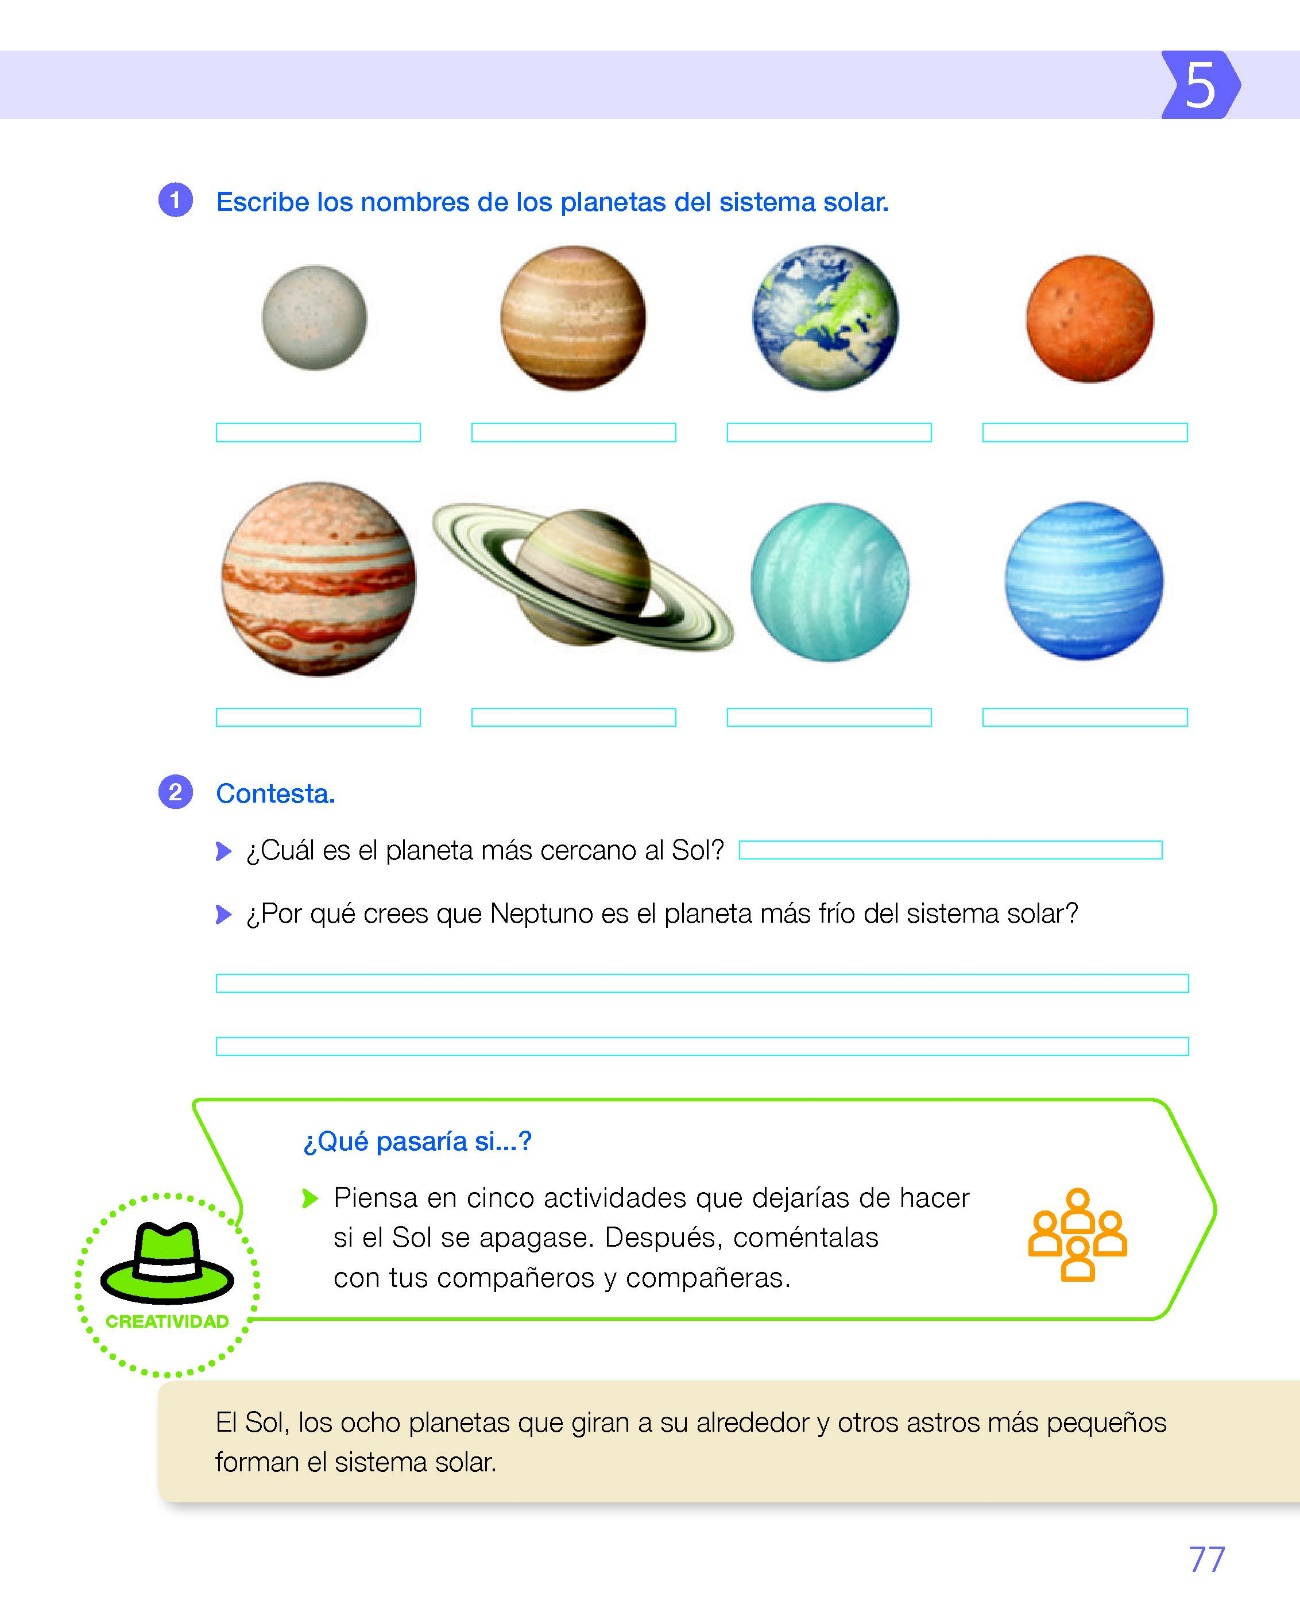 5
1 Escribe los nombres de los planetas del sistema solar.
2 Contesta.
¿Cuál es el planeta más cercano al Sol?
¿Por qué crees que Neptuno es el planeta más frío del sistema solar?
¿Qué pasaría si...?
Piensa en cinco actividades que dejarías de hacer
si el Sol se apagase. Después, coméntalas
con tus compañeros y compañeras.
CREATIVIDAD
El Sol, los ocho planetas que giran a su alrededor y otros astros más pequeños
forman el sistema solar.
77